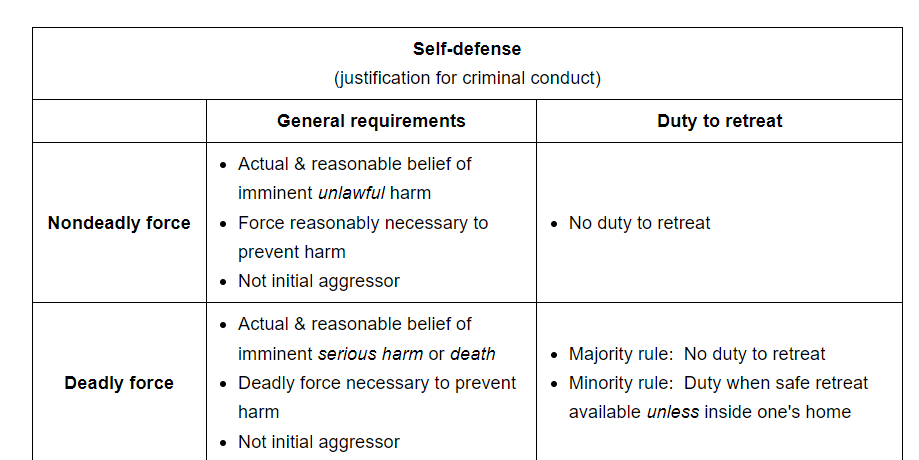 Self-defense
(justification for criminal conduct)
General requirements
Duty to retreat
Nondeadly force
• Actual & reasonable belief of
imminent unlawful harm
• Force reasonably necessary to
prevent harm
• Not initial aggressor
• No duty to retreat
Deadly force
• Actual & reasonable belief of
imminent serious harm or death
• Deadly force necessary to prevent
harm
• Not initial aggressor
• Majority rule:  No duty to retreat
• Minority rule:  Duty when safe retreat
available unless inside one's home